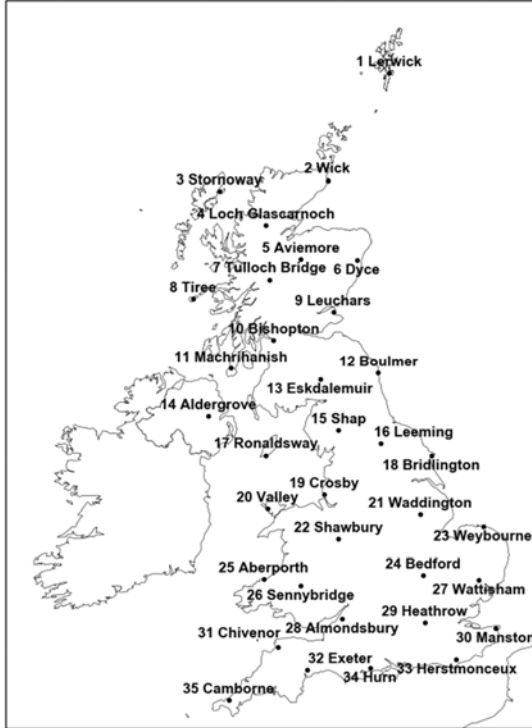 1 Lerwick
2 Wick
3 Stornoway
4 Loch Glascarnoch
5 Aviemore
6 Dyce
7 Tulloch Bridge
8 Tiree
9 Leuchars
10 Bishopton
11 Machrihanish
12 Boulmer
13 Eskdalemuir
14 Aldergrove
15 Shap
16 Leeming
17 Ronaldsway
18 Bridlington
19 Crosby
20 Valley
21 Waddington
22 Shawbury
23 Weybourne
24 Bedford
25 Aberporth
26 Sennybridge
27 Wattisham
28 Almondsbury
29 Heathrow
30 Manston
31 Chivenor
32 Exeter
33 Herstmonceux
34 Hurn
35 Camborne